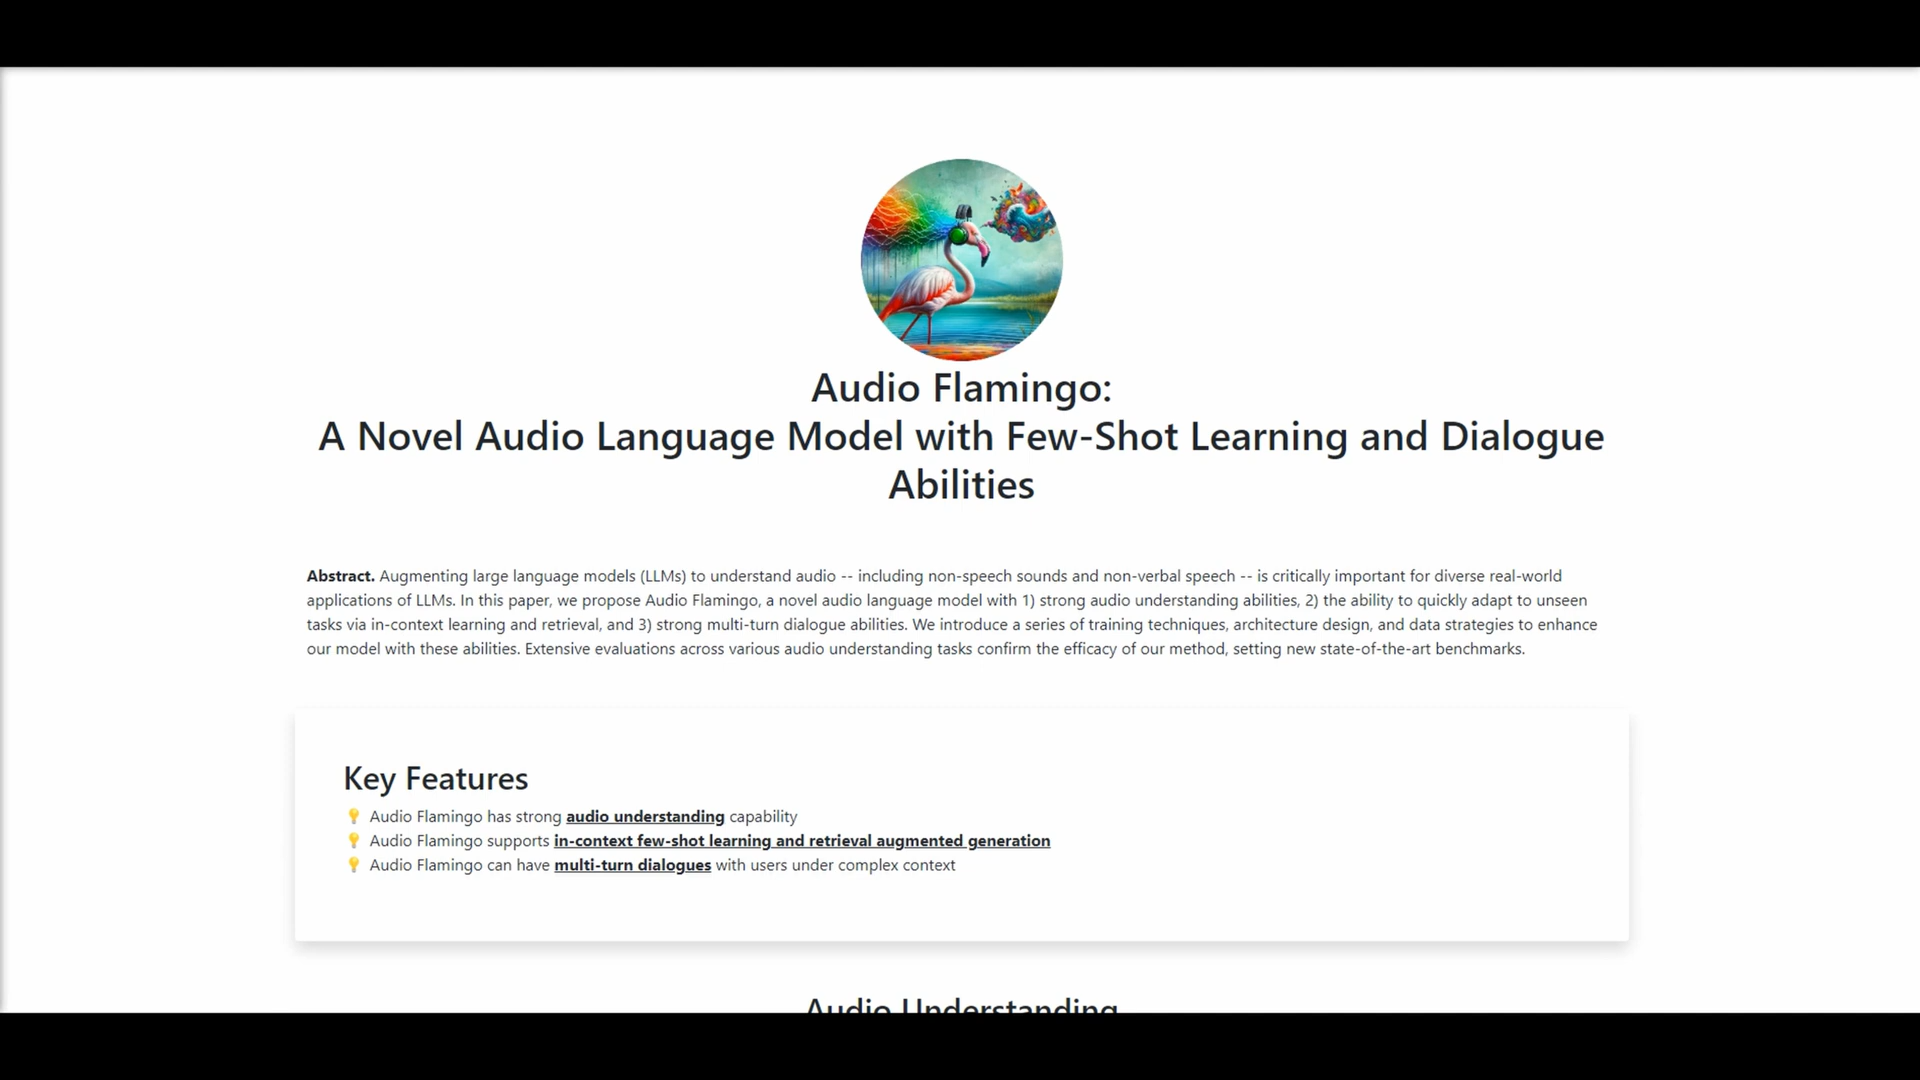 Audio Flamingo:
A Novel Audio Language Model with Few-Shot Learning and Dialogue
Abilities
Abstract. Augmenting large language models (LLMs) to understand audio -- including non-speech sounds and non-verbal speech -- is critically important for diverse real-world
applications of LLMs. In this paper, we propose Audio Flamingo, a novel audio language model with 1) strong audio understanding abilities, 2) the ability to quickly adapt to unseen
tasks via in-context learning and retrieval, and 3) strong multi-turn dialogue abilities. We introduce a series of training techniques, architecture design, and data strategies to enhance
our model with these abilities. Extensive evaluations across various audio understanding tasks confirm the efficacy of our method, setting new state-of-the-art benchmarks.
Key Features
Audio Flamingo has strong audio understanding capability
Audio Flamingo supports in-context few-shot learning and retrieval augmented generation
Audio Flamingo can have multi-turn dialogues with users under complex context
Audio Understanding